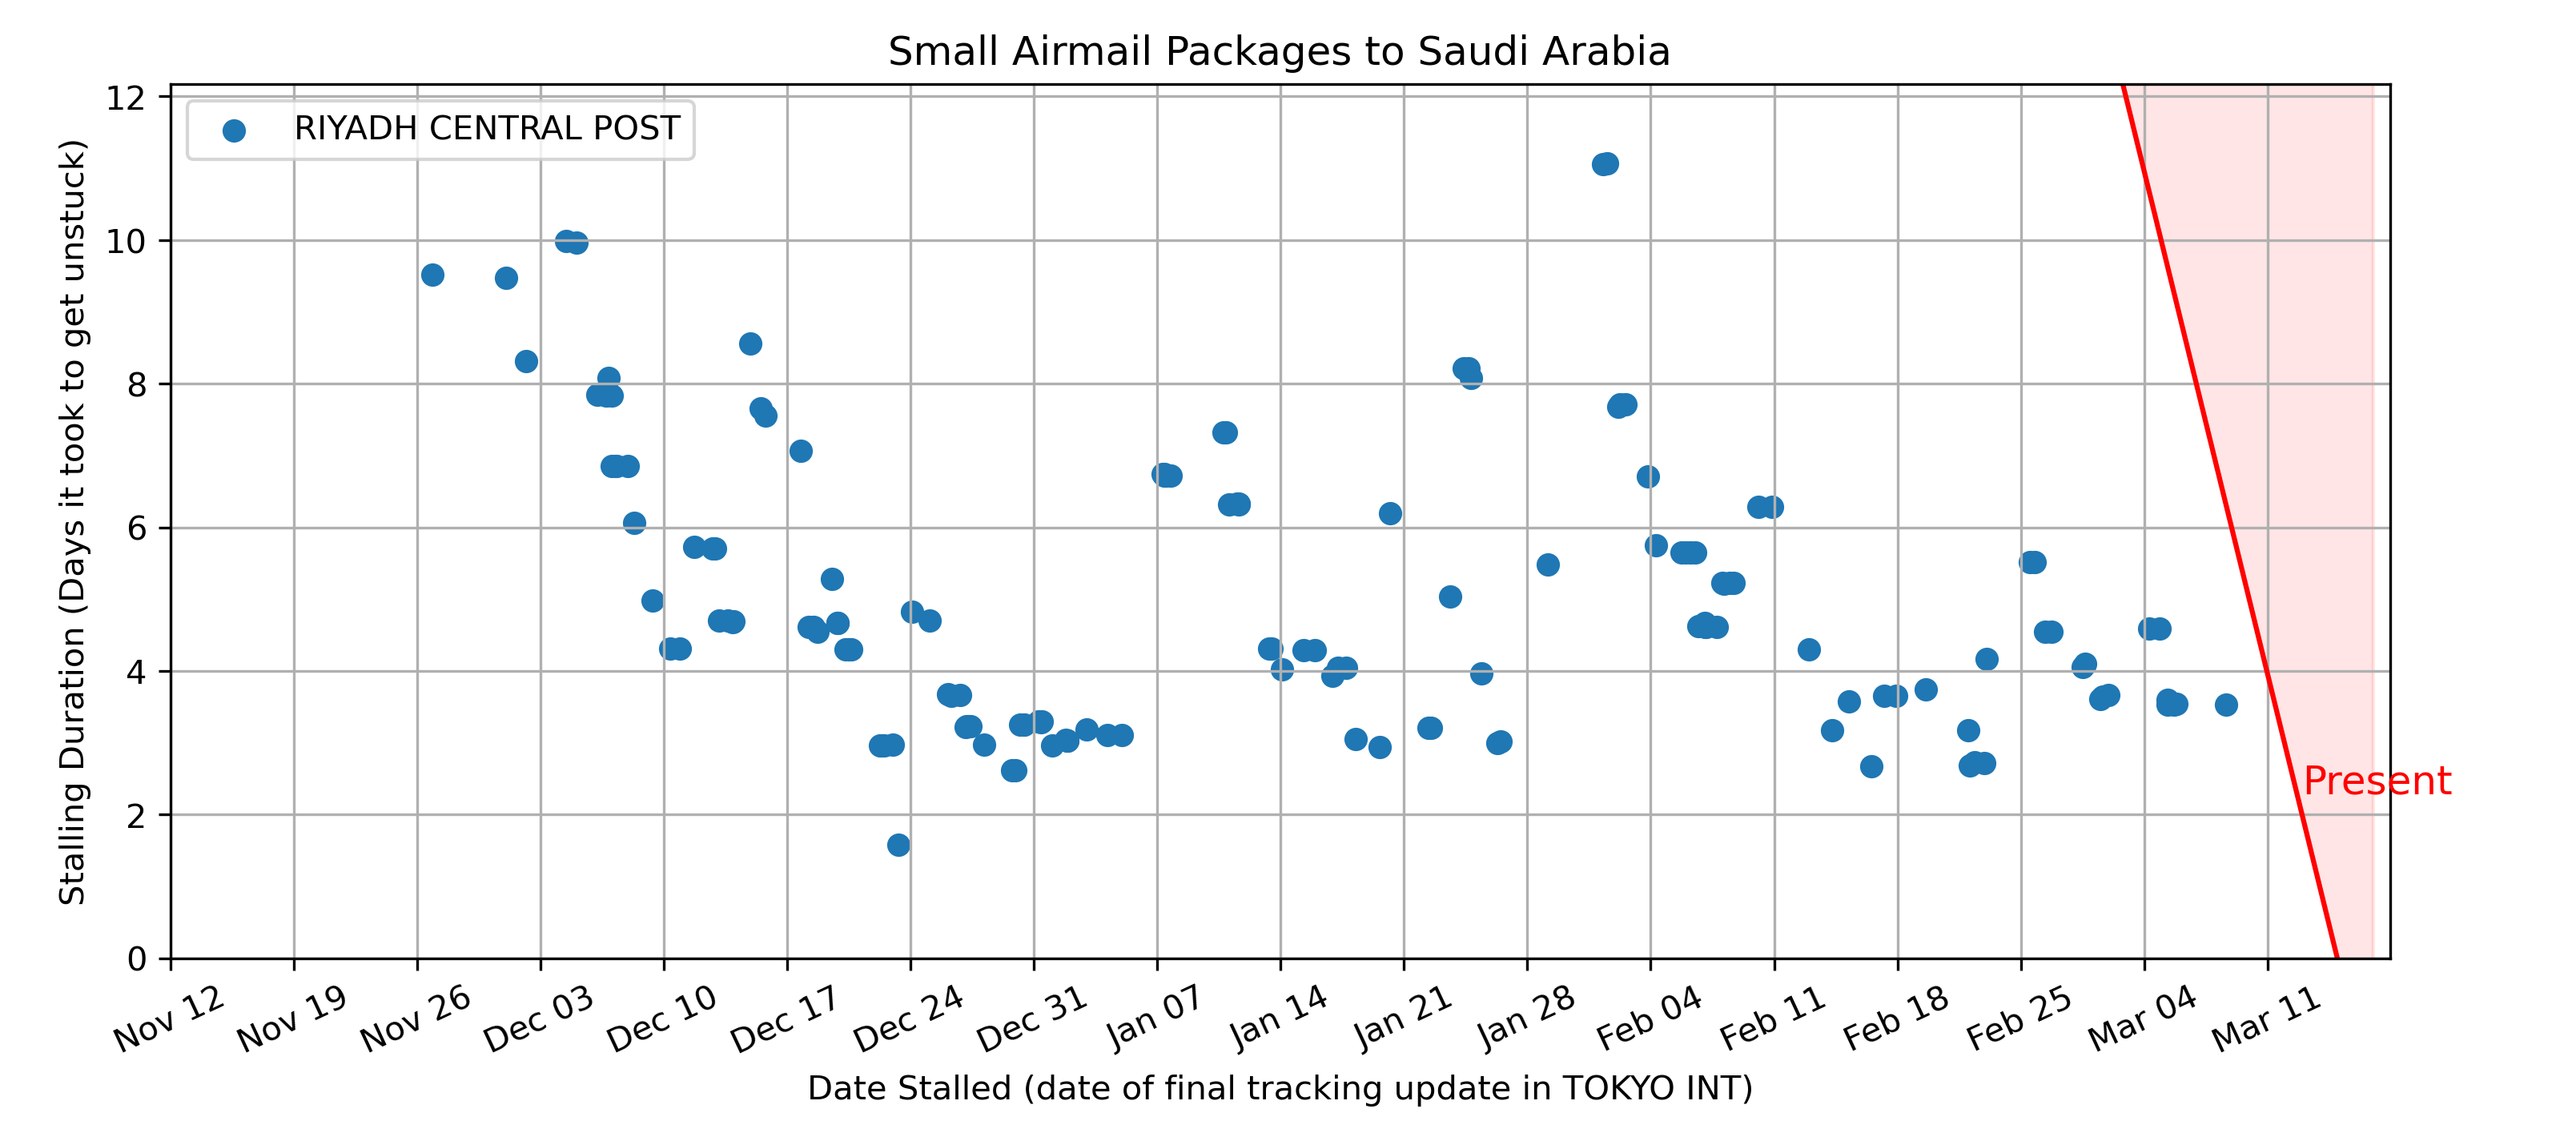 Small Airmail Packages to Saudi Arabia
RIYADH CENTRAL POST
Stalling Duration (Days it took to get unstuck)
12
10
8
6
4
2
0
Present
Nov 12 Nov 19 Nov 26 Dec 03 Dec 10 Dec 17 Dec 24 Dec 31 Jan 07 Jan 14 Jan 21 Jan 28 Feb 04 Feb 11 Feb 18 Feb 25 Mar 04 Mar 11
Date Stalled (date of final tracking update in TOKYO INT)